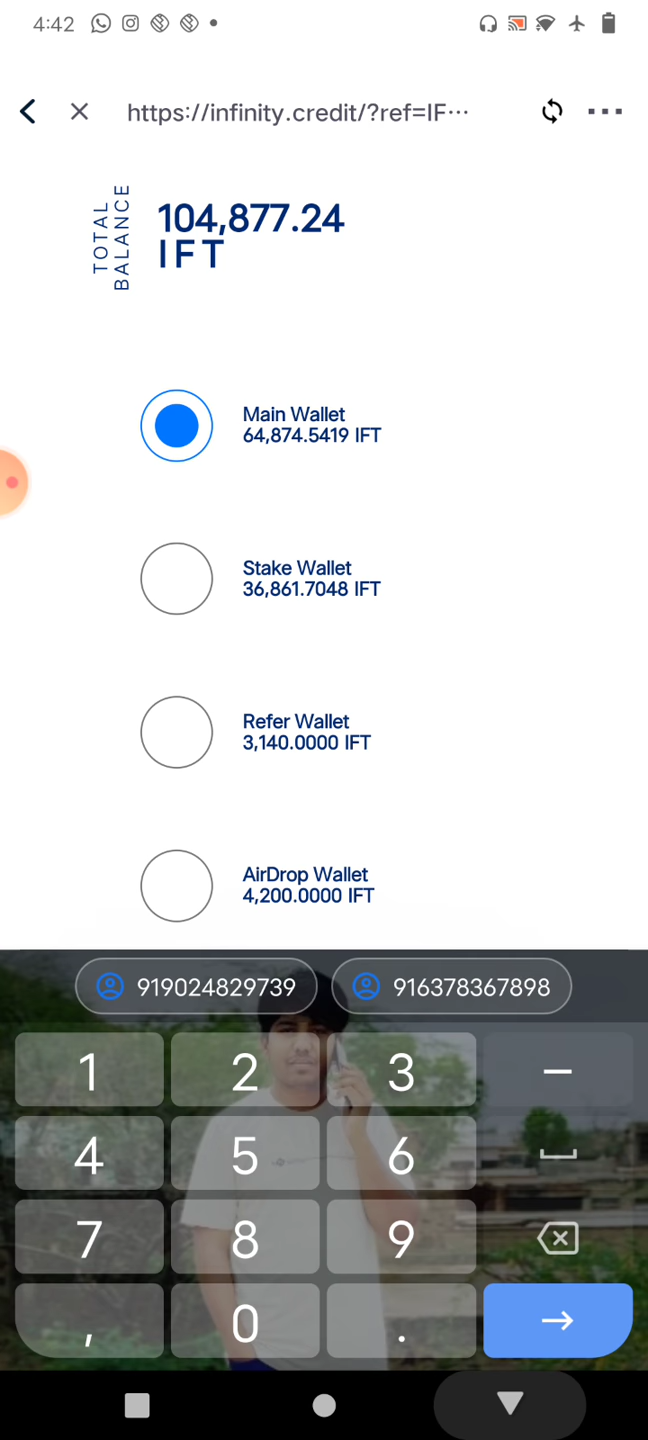 4:42
https://infinity.credit/?ref=IF···
TOTAL
BALANCE
104,877.24
IFT
Main Wallet
64,874.5419 IFT
Stake Wallet
36,861.7048 IFT
Refer Wallet
3,140.0000 IFT
AirDrop Wallet
4,200.0000 IFT
919024829739 916378367898
1 2 3 –
4 5 6
7 8 9
, 0 .